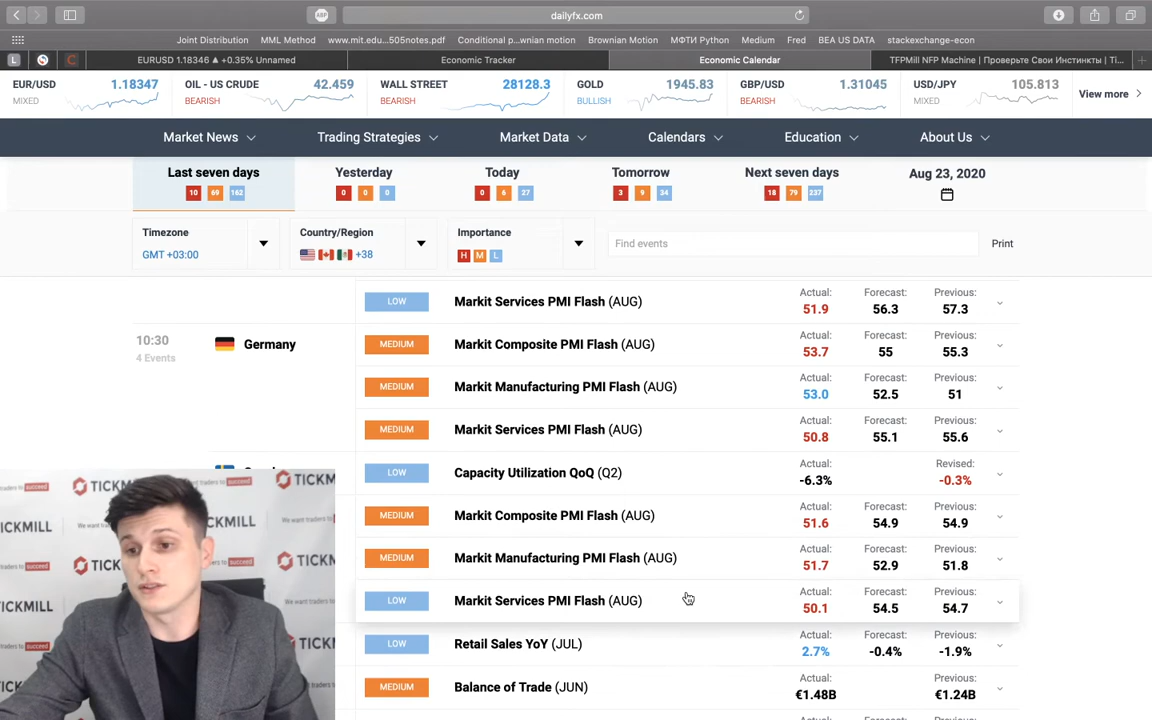 dailyfx.com
Joint Distribution MML Method www.mit.edu...505notes.pdf Conditional p...wnian motion Brownian Motion МФТИ Python Medium Fred BEA US DATA stackexchange-econ
L C EURUSD 1.18346 ▲ +0.35% Unnamed Economic Tracker Economic Calendar TFPMill NFP Machine | Проверьте Свои Инстинкты | Ti...
EUR/USD 1.18347 OIL - US CRUDE 42.459 WALL STREET 28128.3 GOLD 1945.83 GBP/USD 1.31045 USD/JPY 105.813 View more
MIXED BEARISH BEARISH BULLISH BEARISH MIXED
Market News Trading Strategies Market Data Calendars Education About Us
Last seven days Yesterday Today Tomorrow Next seven days Aug 23, 2020
10 69 162 0 0 0 0 6 27 3 9 34 18 79 237
Timezone Country/Region Importance
GMT +03:00 +38 H M L Find events Print
LOW Markit Services PMI Flash (AUG) Actual: 51.9 Forecast: 56.3 Previous: 57.3
10:30 Germany MEDIUM Markit Composite PMI Flash (AUG) Actual: 53.7 Forecast: 55 Previous: 55.3
4 Events
MEDIUM Markit Manufacturing PMI Flash (AUG) Actual: 53.0 Forecast: 52.5 Previous: 51
MEDIUM Markit Services PMI Flash (AUG) Actual: 50.8 Forecast: 55.1 Previous: 55.6
LOW Capacity Utilization QoQ (Q2) Actual: -6.3% Revised: -0.3%
MEDIUM Markit Composite PMI Flash (AUG) Actual: 51.6 Forecast: 54.9 Previous: 54.9
MEDIUM Markit Manufacturing PMI Flash (AUG) Actual: 51.7 Forecast: 52.9 Previous: 51.8
LOW Markit Services PMI Flash (AUG) Actual: 50.1 Forecast: 54.5 Previous: 54.7
LOW Retail Sales YoY (JUL) Actual: 2.7% Forecast: -0.4% Previous: -1.9%
MEDIUM Balance of Trade (JUN) Actual: €1.48B Previous: €1.24B
TICKMILL